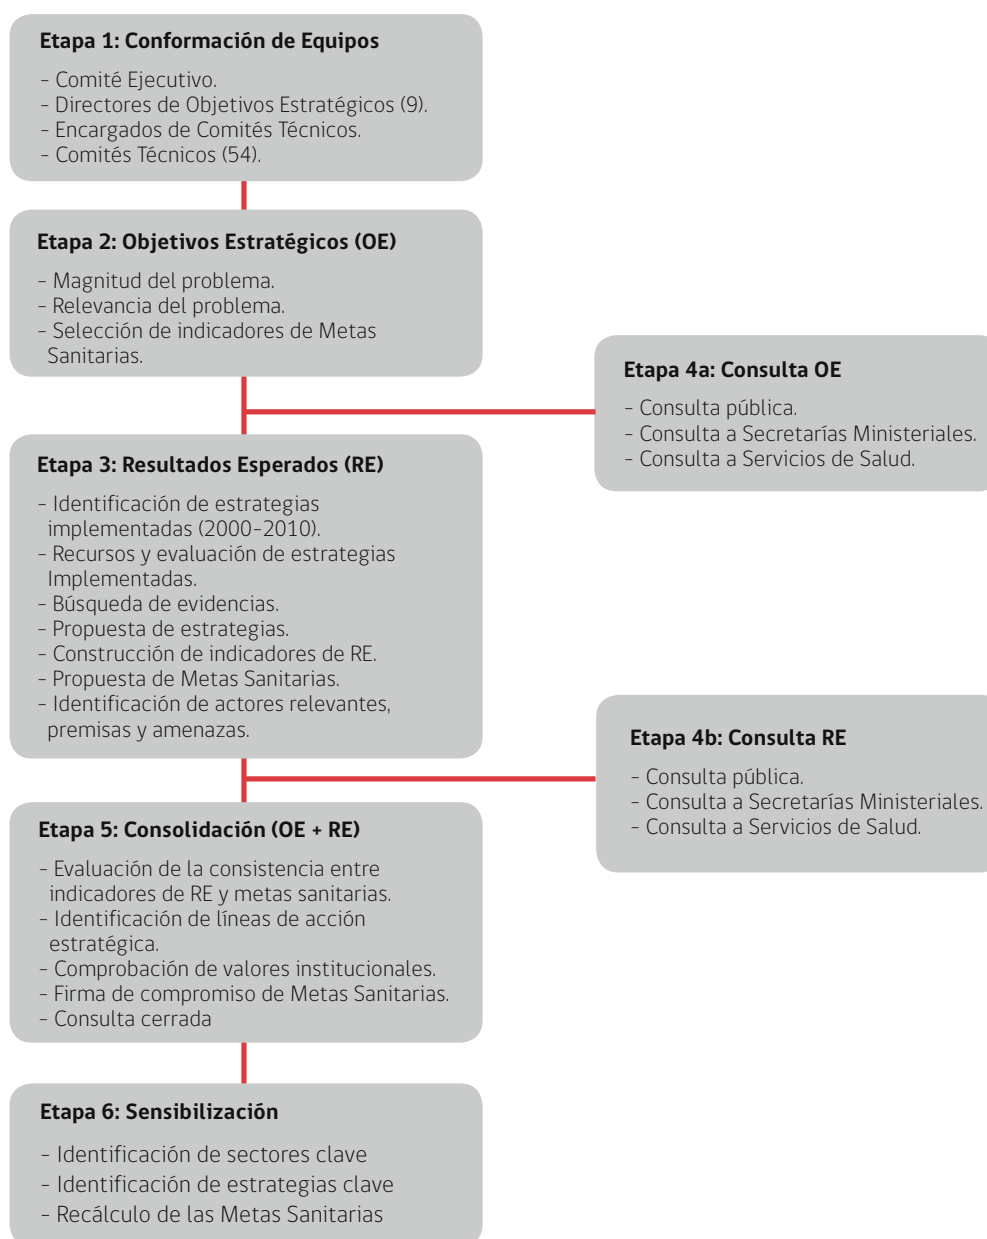 Etapa 1: Conformación de Equipos
- Comité Ejecutivo.
- Directores de Objetivos Estratégicos (9).
- Encargados de Comités Técnicos.
- Comités Técnicos (54).
Etapa 2: Objetivos Estratégicos (OE)
- Magnitud del problema.
- Relevancia del problema.
- Selección de indicadores de Metas
Sanitarias.
Etapa 4a: Consulta OE
- Consulta pública.
- Consulta a Secretarías Ministeriales.
- Consulta a Servicios de Salud.
Etapa 3: Resultados Esperados (RE)
- Identificación de estrategias
implementadas (2000-2010).
- Recursos y evaluación de estrategias
Implementadas.
- Búsqueda de evidencias.
- Propuesta de estrategias.
- Construcción de indicadores de RE.
- Propuesta de Metas Sanitarias.
- Identificación de actores relevantes,
premisas y amenazas.
Etapa 4b: Consulta RE
- Consulta pública.
- Consulta a Secretarías Ministeriales.
- Consulta a Servicios de Salud.
Etapa 5: Consolidación (OE + RE)
- Evaluación de la consistencia entre
indicadores de RE y metas sanitarias.
- Identificación de líneas de acción
estratégica.
- Comprobación de valores institucionales.
- Firma de compromiso de Metas Sanitarias.
- Consulta cerrada
Etapa 6: Sensibilización
- Identificación de sectores clave
- Identificación de estrategias clave
- Recálculo de las Metas Sanitarias